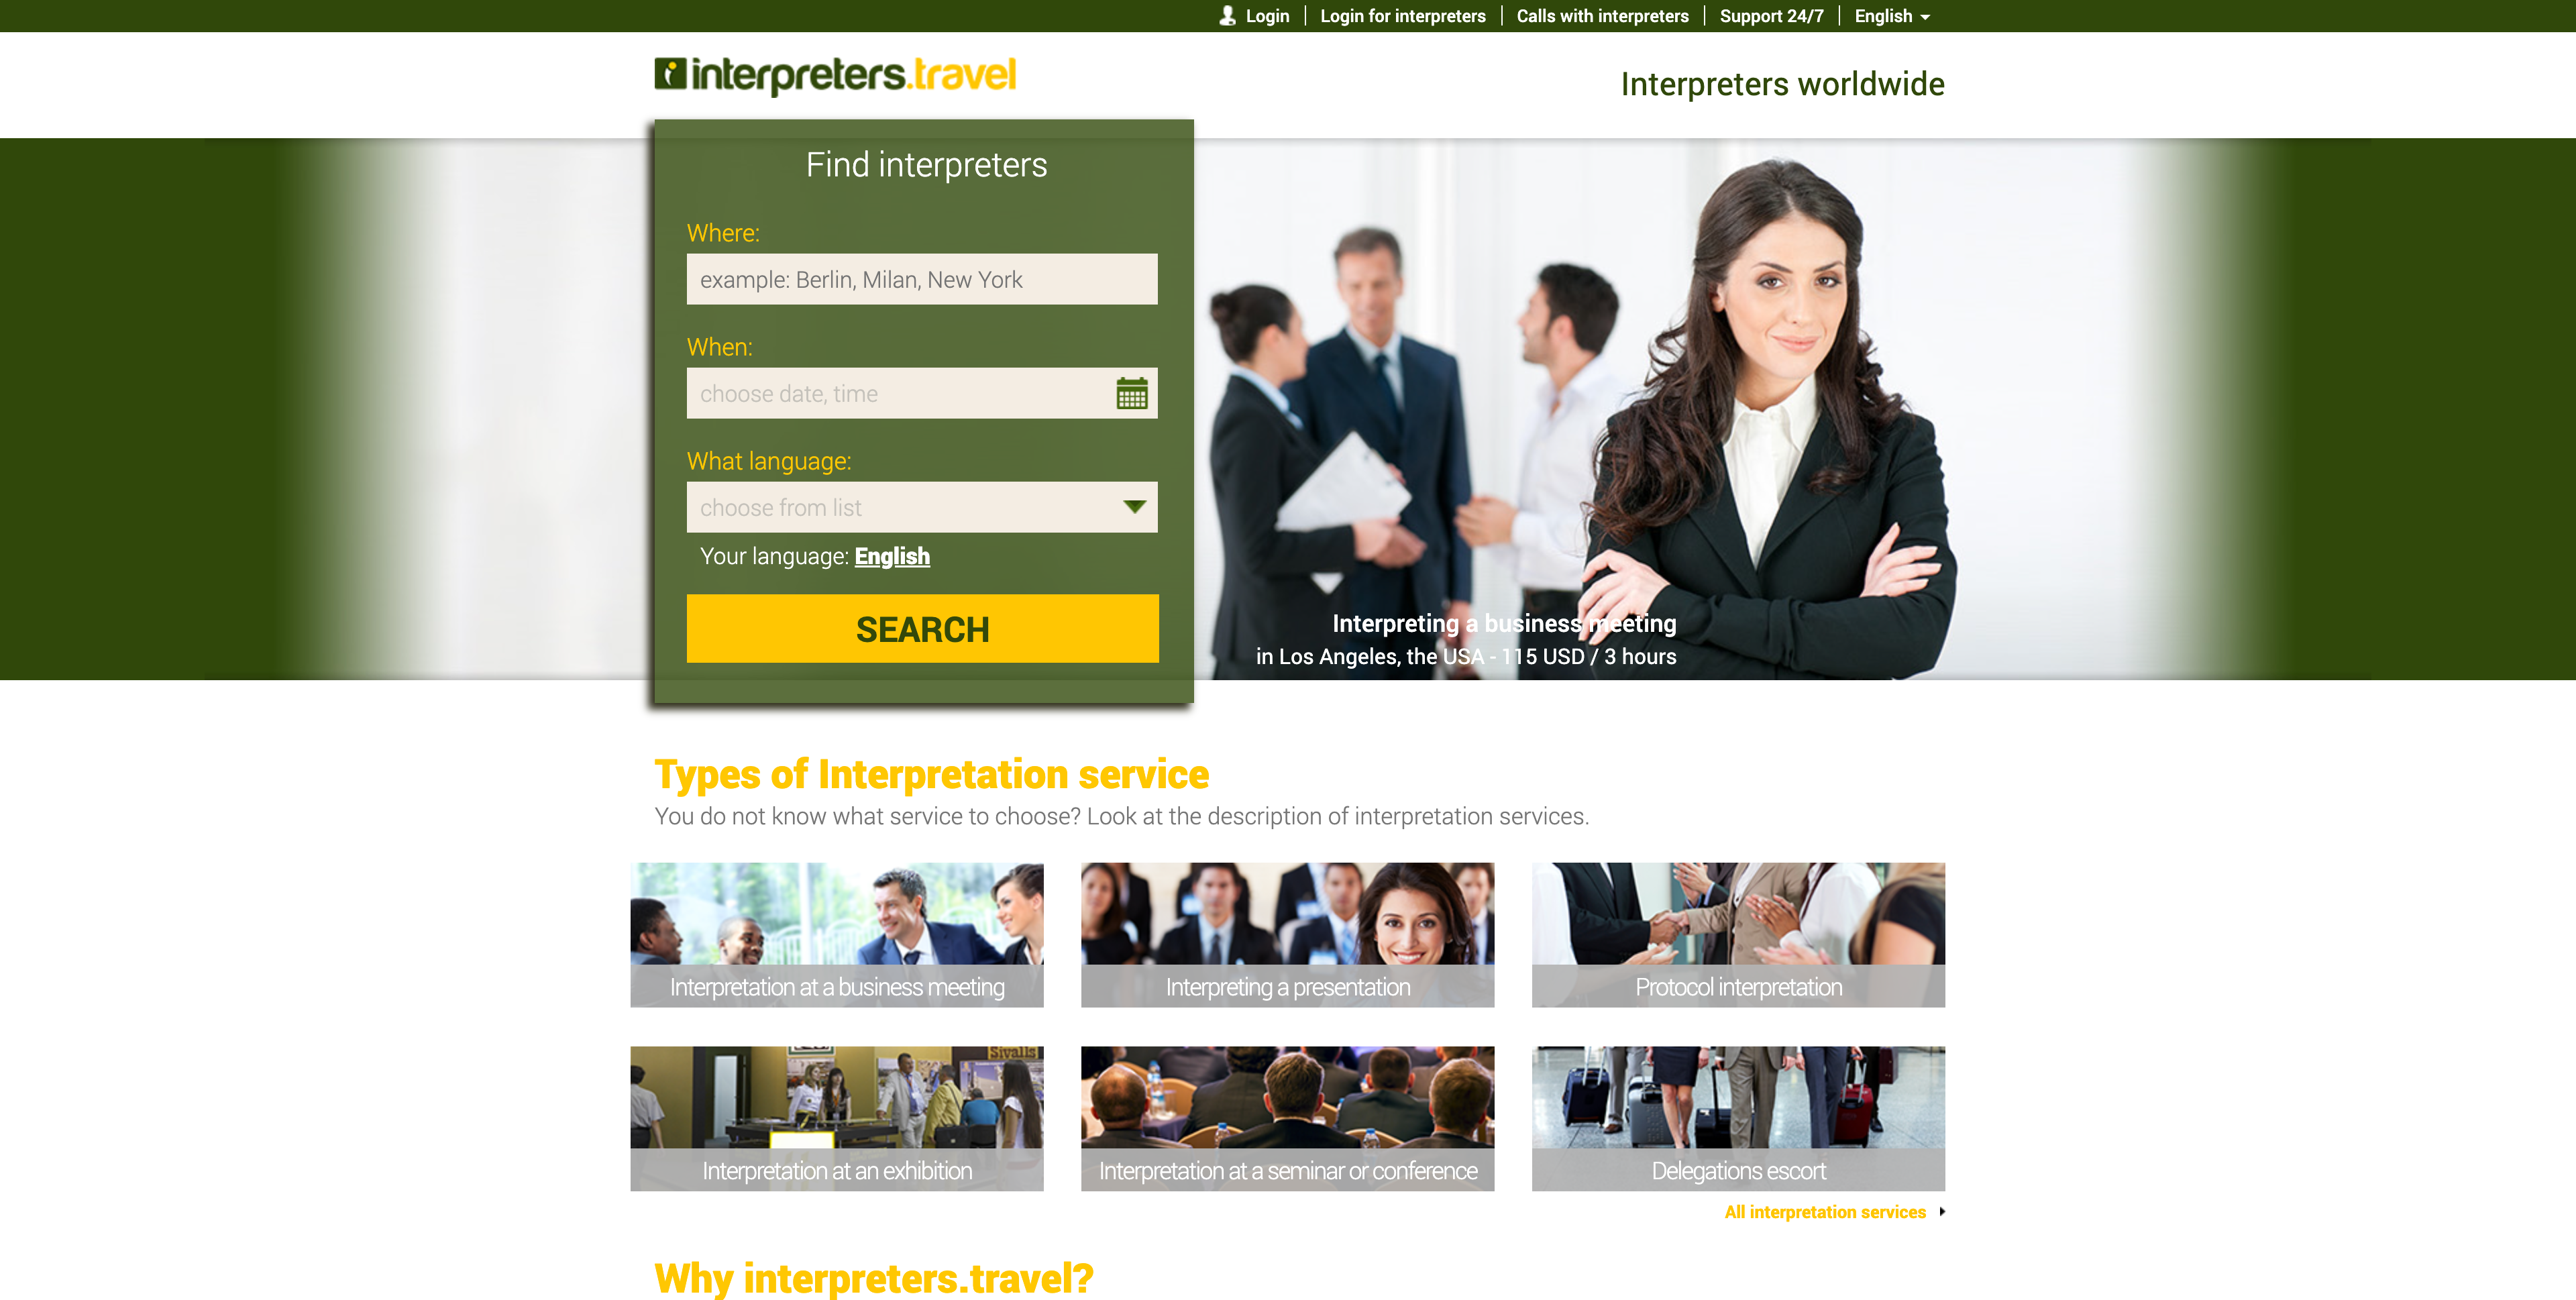 Login
Login for interpreters
Calls with interpreters
Support 24/7
English
interpreters.travel
Interpreters worldwide
Find interpreters
Where:
example: Berlin, Milan, New York
When:
choose date, time
What language:
choose from list
Your language: English
SEARCH
Interpreting a business meeting
in Los Angeles, the USA - 115 USD / 3 hours
Types of Interpretation service
You do not know what service to choose? Look at the description of interpretation services.
Interpretation at a business meeting
Interpreting a presentation
Protocol interpretation
Sivalls
Interpretation at an exhibition
Interpretation at a seminar or conference
Delegations escort
All interpretation services
Why interpreters.travel?